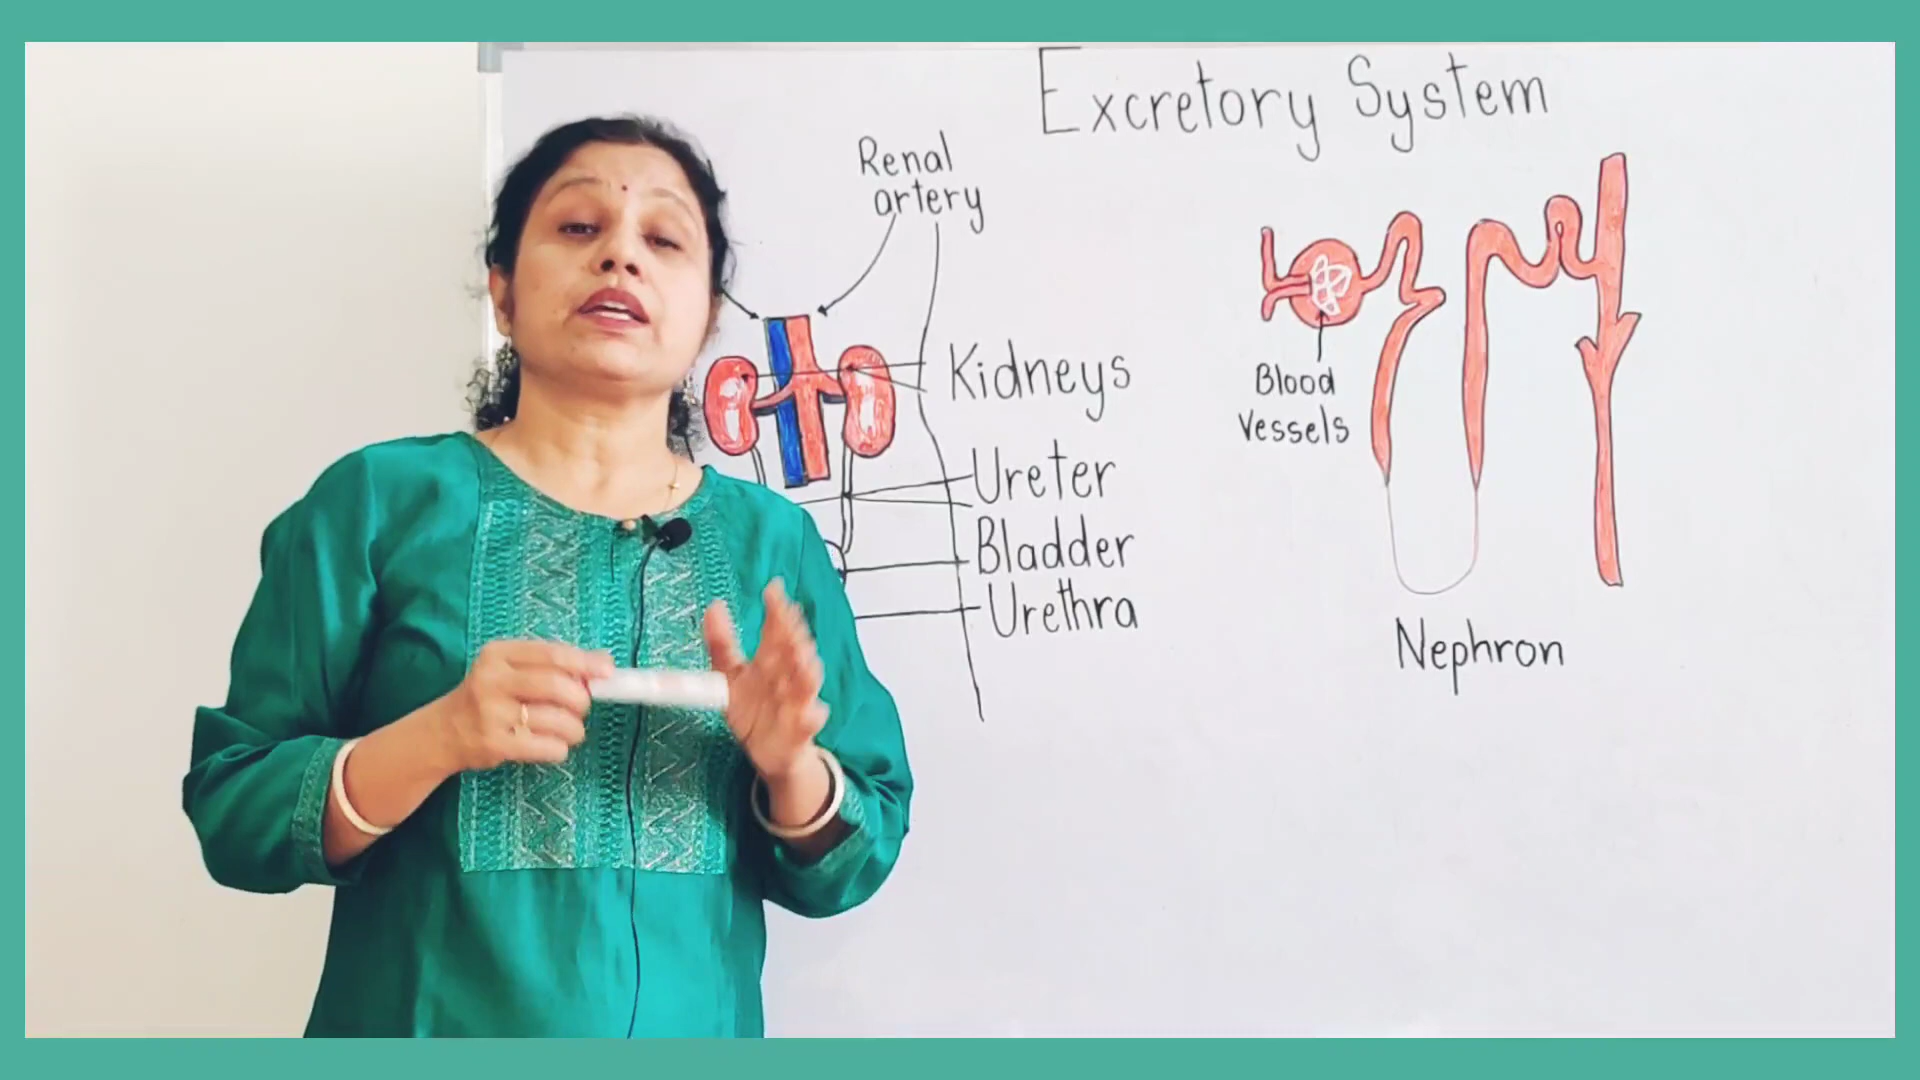 Excretory System
Renal
artery
Kidneys
Ureter
Bladder
Urethra
Blood
Vessels
Nephron